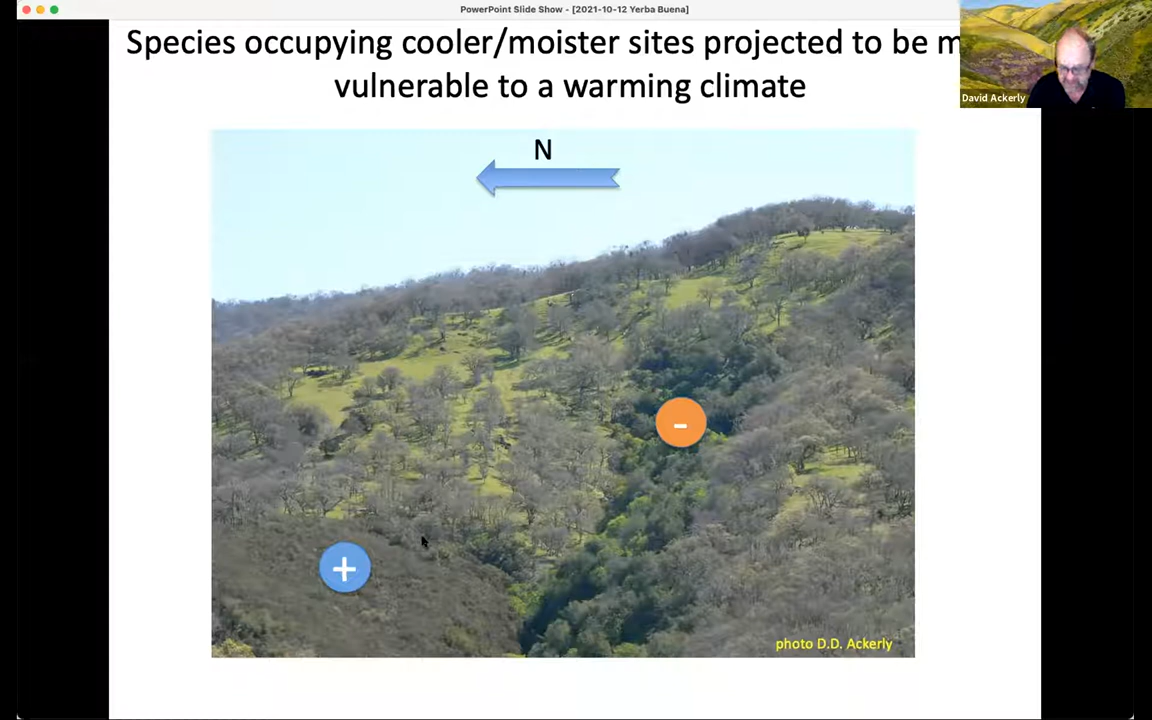 PowerPoint Slide Show - [2021-10-12 Yerba Buena]
Species occupying cooler/moister sites projected to be
vulnerable to a warming climate
David Ackerly
N
-
+
photo D.D. Ackerly